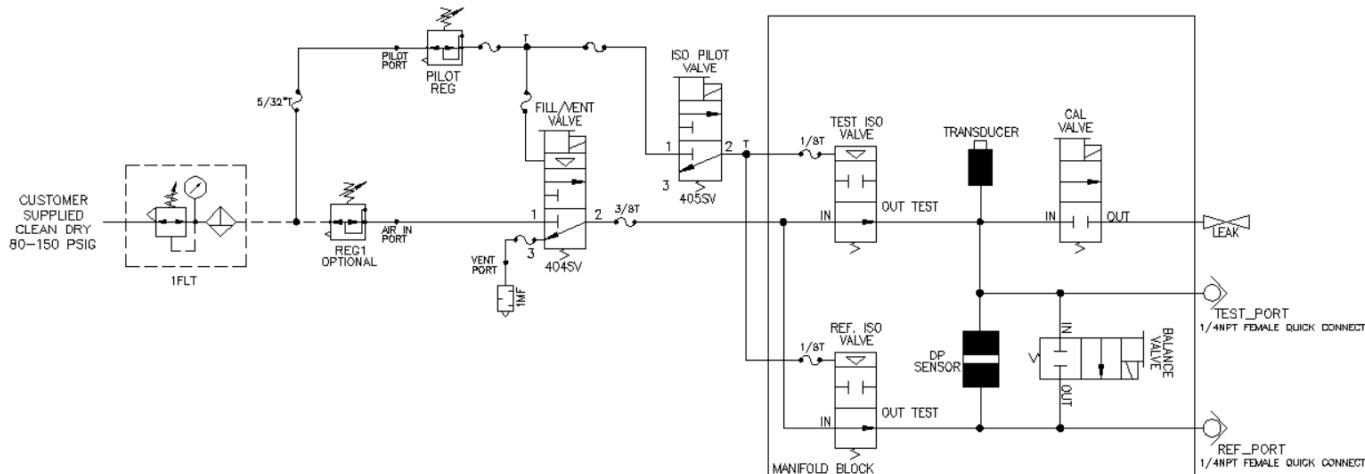 CUSTOMER
SUPPLIED
CLEAN DRY
80-150 PSIG
1FLT
5/32"T
PILOT
PORT
PILOT
REG
T
REG1
OPTIONAL
AIR IN
PORT
FILL/VENT
VALVE
1
2
3
404SV
VENT
PORT
1MF
3/8T
ISO PILOT
VALVE
1
2
3
405SV
T
1/8T
TEST ISO
VALVE
IN
OUT TEST
TRANSDUCER
CAL
VALVE
IN
OUT
LEAK
TEST_PORT
1/4NPT FEMALE QUICK CONNECT
1/8T
REF. ISO
VALVE
IN
OUT TEST
DP
SENSOR
IN
OUT
BALANCE
VALVE
REF_PORT
1/4NPT FEMALE QUICK CONNECT
MANIFOLD BLOCK